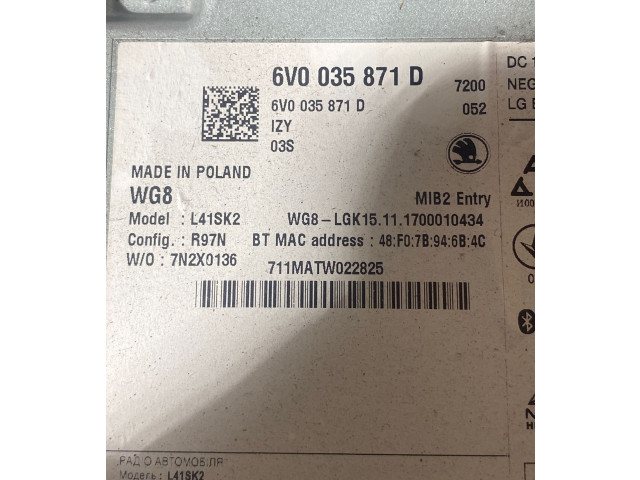 6V0 035 871 D 7200
6V0 035 871 D 052
IZY
03S
MADE IN POLAND
WG8 MIB2 Entry
Model : L41SK2 WG8-LGK15.11.1700010434
Config. : R97N BT MAC address : 48:F0:7B:94:6B:4C
W/O : 7N2X0136 711MATW022825
DC 1
NEG
LG E
РАДІО АВТОМОБІЛЯ
Модель : L41SK2